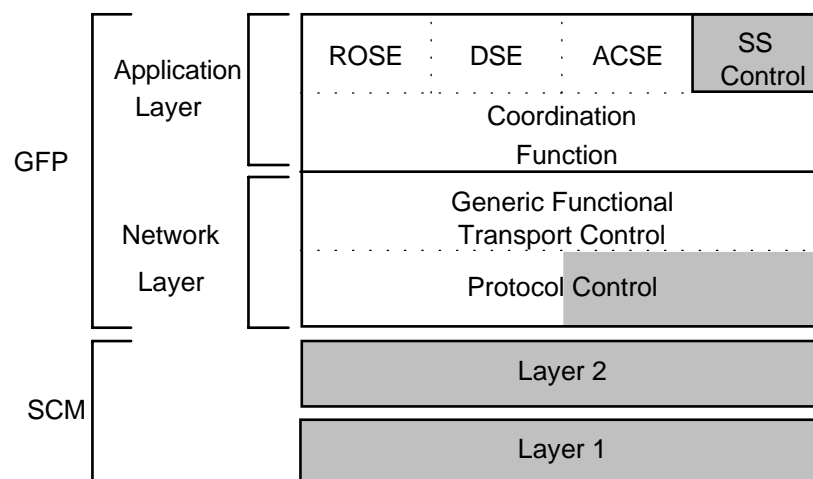 ROSE DSE ACSE SS
Control
Application
Layer
Coordination
Function
GFP
Generic Functional
Transport Control
Network
Layer
Protocol Control
Layer 2
SCM
Layer 1